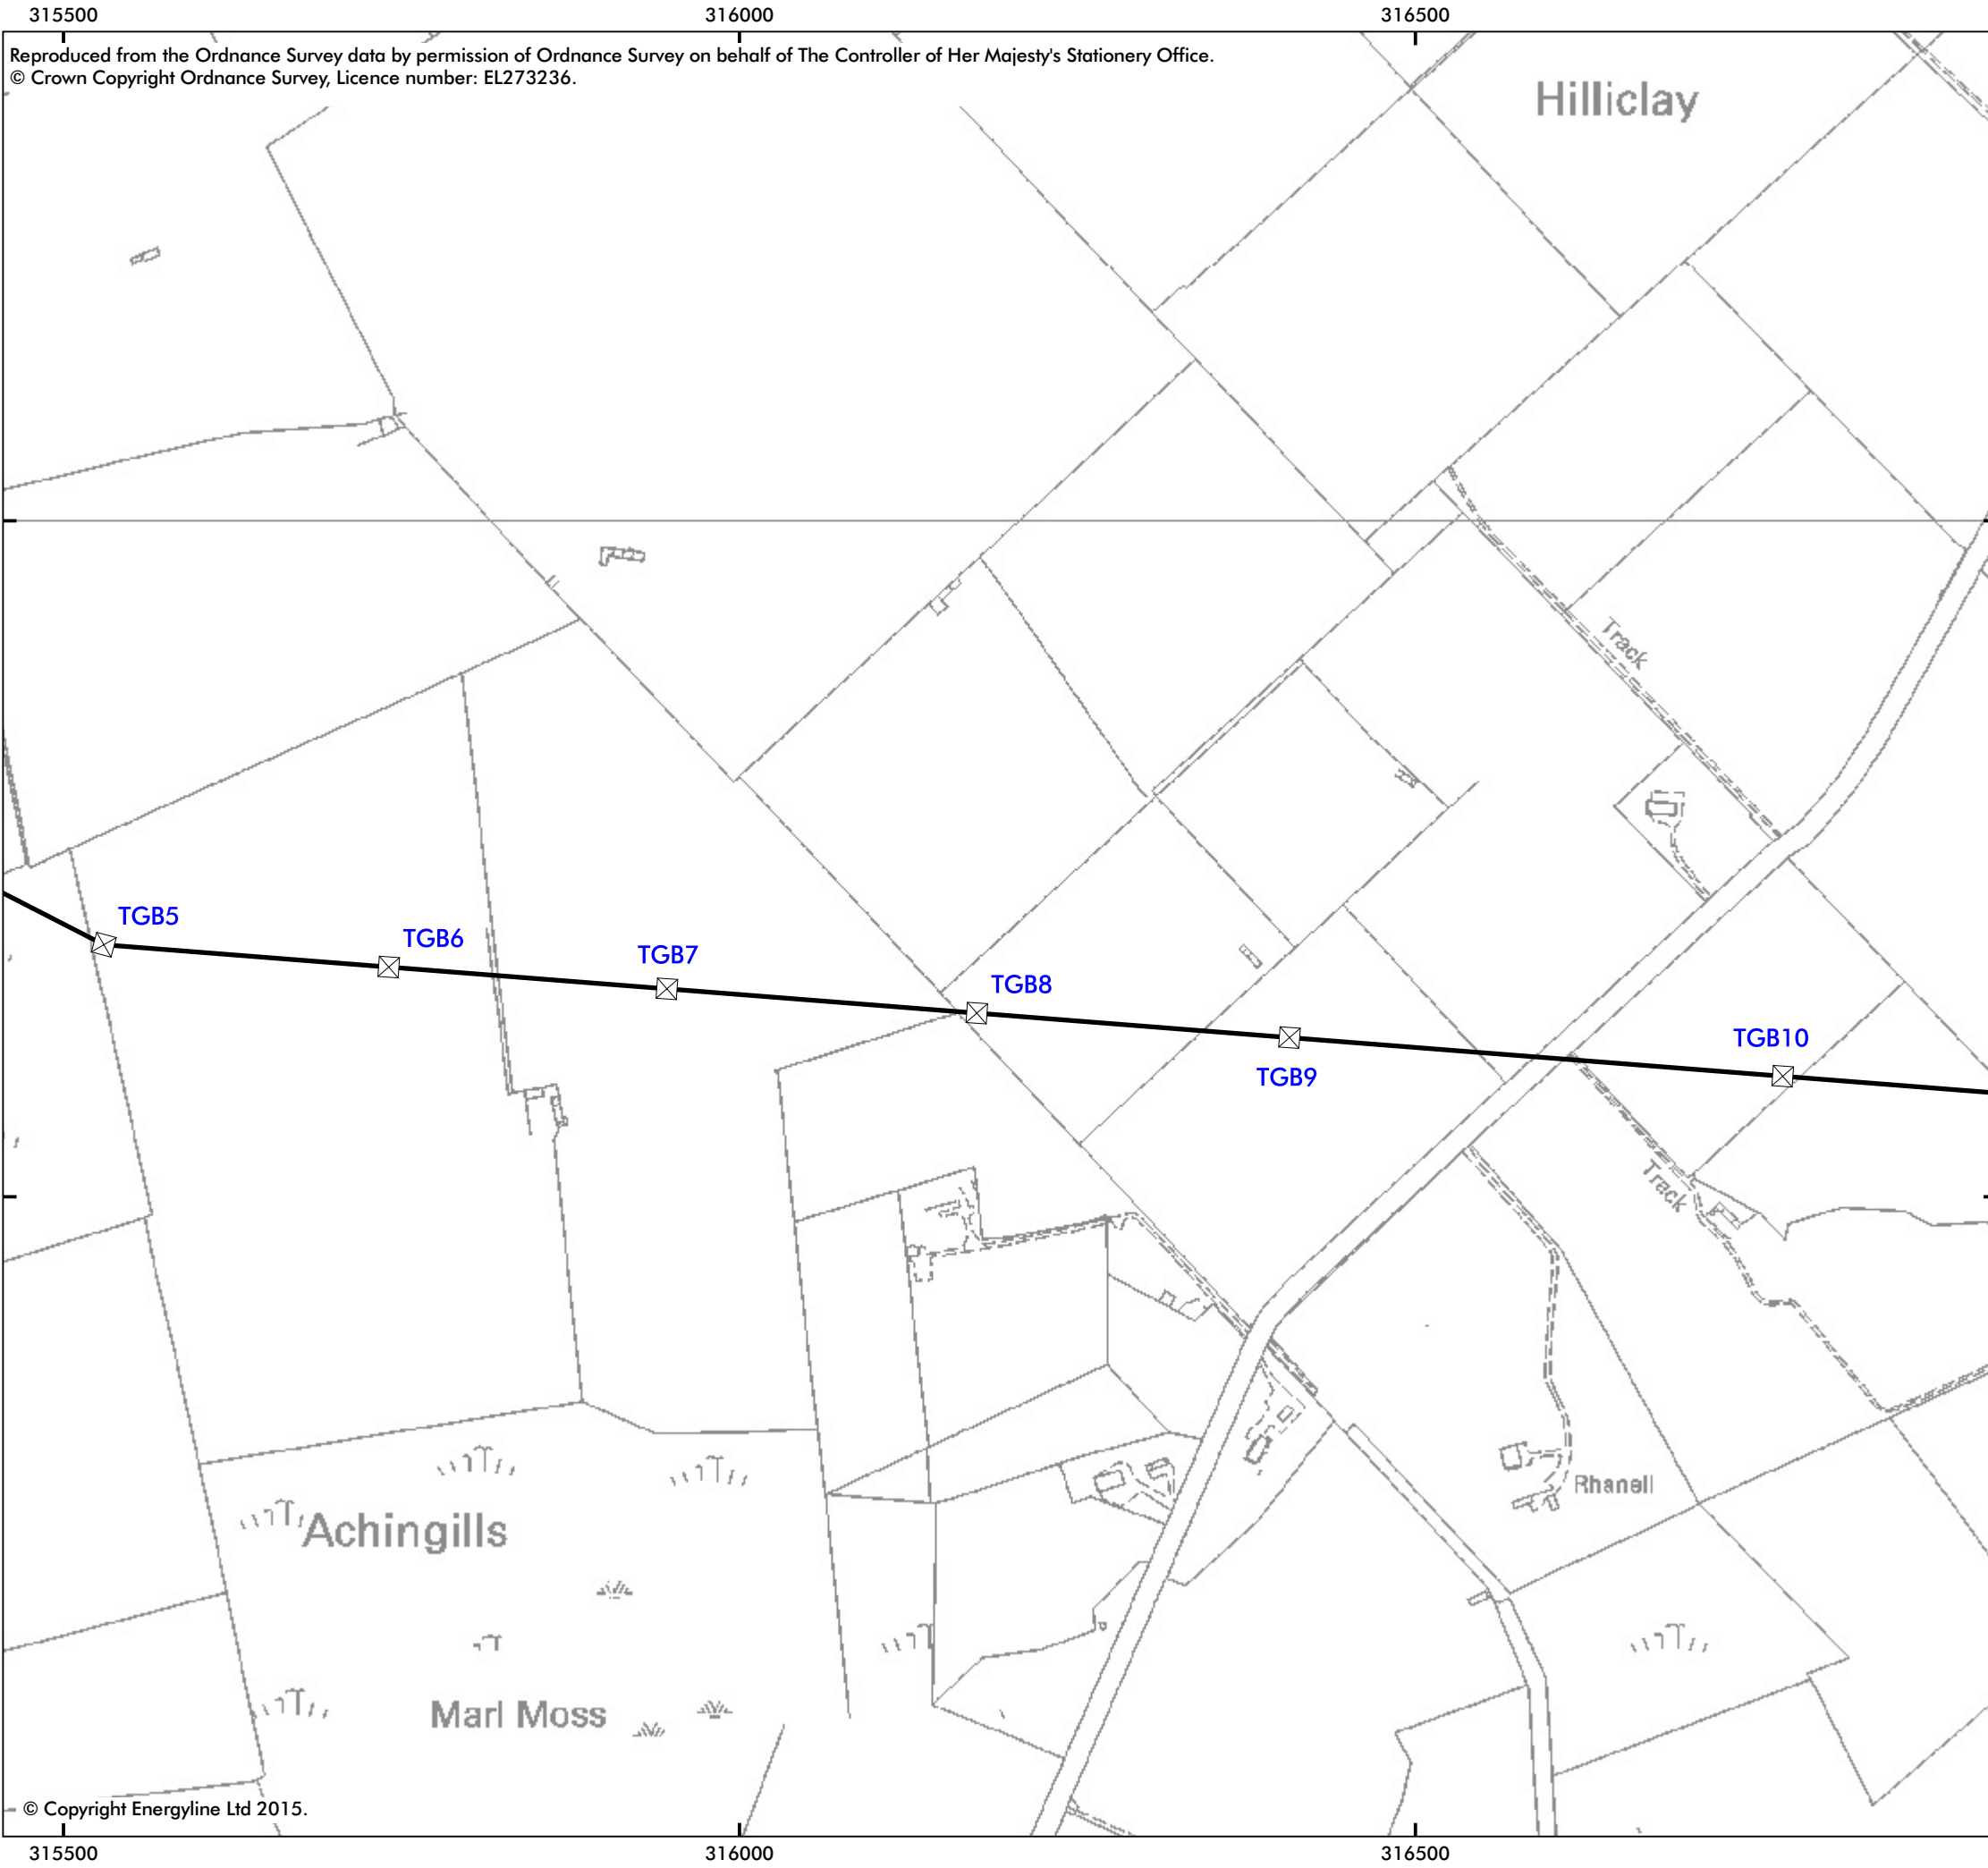 315500 316000 316500
Reproduced from the Ordnance Survey data by permission of Ordnance Survey on behalf of The Controller of Her Majesty's Stationery Office.
© Crown Copyright Ordnance Survey, Licence number: EL273236.
Hilliclay
Track
TGB5
TGB6
TGB7
TGB8
TGB9
TGB10
Track
Rhanell
Achingills
Marl Moss
© Copyright Energyline Ltd 2015.
315500 316000 316500